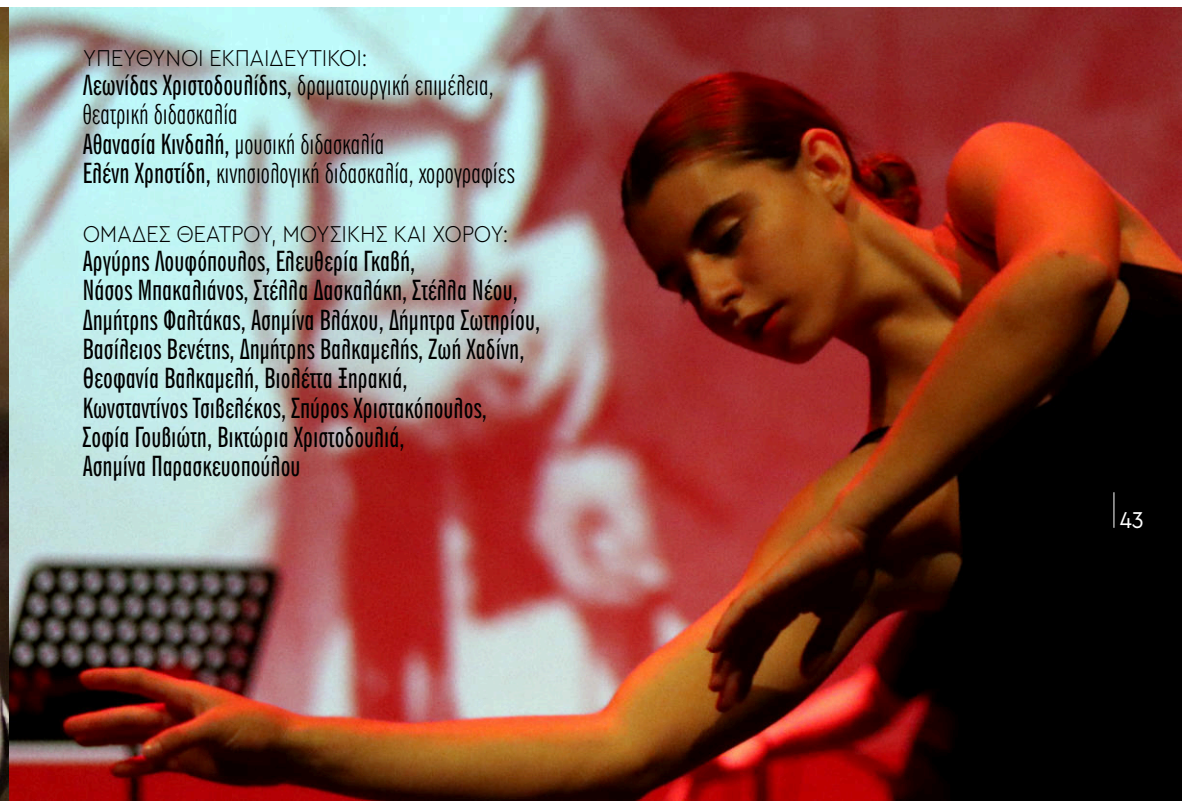 ΥΠΕΥΘΥΝΟΙ ΕΚΠΑΙΔΕΥΤΙΚΟΙ:
Λεωνίδας Χριστοδουλίδης, δραματουργική επιμέλεια,
θεατρική διδασκαλία
Αθανασία Κινδαλή, μουσική διδασκαλία
Ελένη Χρηστίδη, κινησιολογική διδασκαλία, χορογραφίες
ΟΜΑΔΕΣ ΘΕΑΤΡΟΥ, ΜΟΥΣΙΚΗΣ ΚΑΙ ΧΟΡΟΥ:
Αργύρης Λουφόπουλος, Ελευθερία Γκαβή,
Νάσος Μπακαλιάνος, Στέλλα Δασκαλάκη, Στέλλα Νέου,
Δημήτρης Φαλτάκας, Ασημίνα Βλάχου, Δήμητρα Σωτηρίου,
Βασίλειος Βενέτης, Δημήτρης Βαλκαμελής, Ζωή Χαδίνη,
Θεοφανία Βαλκαμελή, Βιολέττα Ξηρακιά,
Κωνσταντίνος Τσιβελέκος, Σπύρος Χριστακόπουλος,
Σοφία Γουβιώτη, Βικτώρια Χριστοδουλιά,
Ασημίνα Παρασκευοπούλου
43